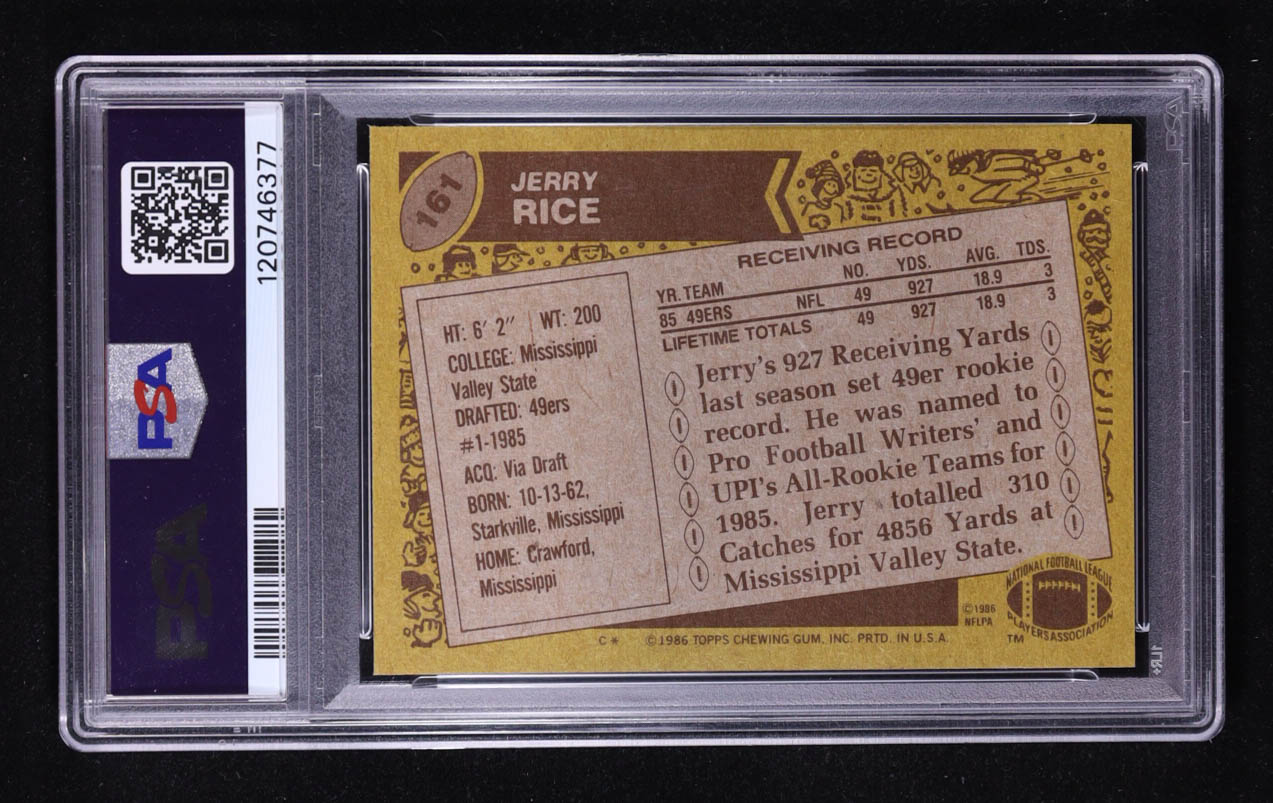 120746377
PSA
PSA
PSA
161
JERRY
RICE
HT: 6′ 2″ WT: 200
COLLEGE: Mississippi
Valley State
DRAFTED: 49ers
#1-1985
ACQ: Via Draft
BORN: 10-13-62,
Starkville, Mississippi
HOME: Crawford,
Mississippi
RECEIVING RECORD
YR. TEAM NO. YDS. AVG. TDS.
85 49ERS NFL 49 927 18.9 3
LIFETIME TOTALS 49 927 18.9 3
Jerry's 927 Receiving Yards
last season set 49er rookie
record. He was named to
Pro Football Writers' and
UPI's All-Rookie Teams for
1985. Jerry totalled 310
Catches for 4856 Yards at
Mississippi Valley State.
©1986
NFLPA
NATIONAL FOOTBALL LEAGUE
PLAYERS ASSOCIATION
TM
C* ©1986 TOPPS CHEWING GUM, INC. PRTD. IN U.S.A.